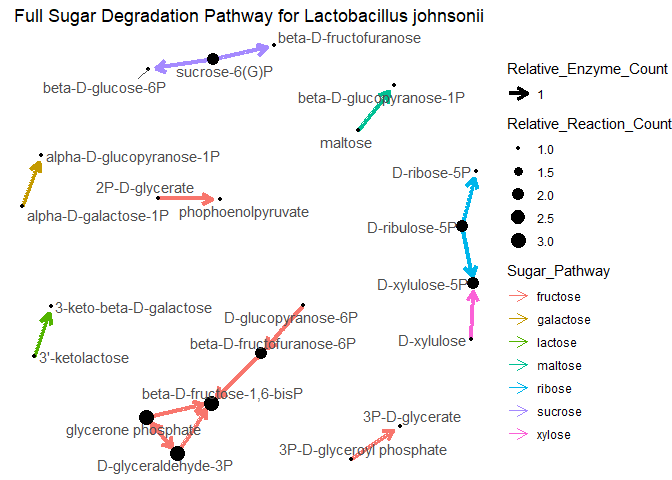 Full Sugar Degradation Pathway for Lactobacillus johnsonii
beta-D-fructofuranose
sucrose-6(G)P
beta-D-glucose-6P
beta-D-glucopyranose-1P
maltose
alpha-D-glucopyranose-1P
alpha-D-galactose-1P
2P-D-glycerate
phophoenolpyruvate
D-ribose-5P
D-ribulose-5P
D-xylulose-5P
D-xylulose
3-keto-beta-D-galactose
3'-ketolactose
D-glucopyranose-6P
beta-D-fructofuranose-6P
beta-D-fructose-1,6-bisP
glycerone phosphate
D-glyceraldehyde-3P
3P-D-glycerate
3P-D-glyceroyl phosphate
Relative_Enzyme_Count
1
Relative_Reaction_Count
1.0
1.5
2.0
2.5
3.0
Sugar_Pathway
fructose
galactose
lactose
maltose
ribose
sucrose
xylose